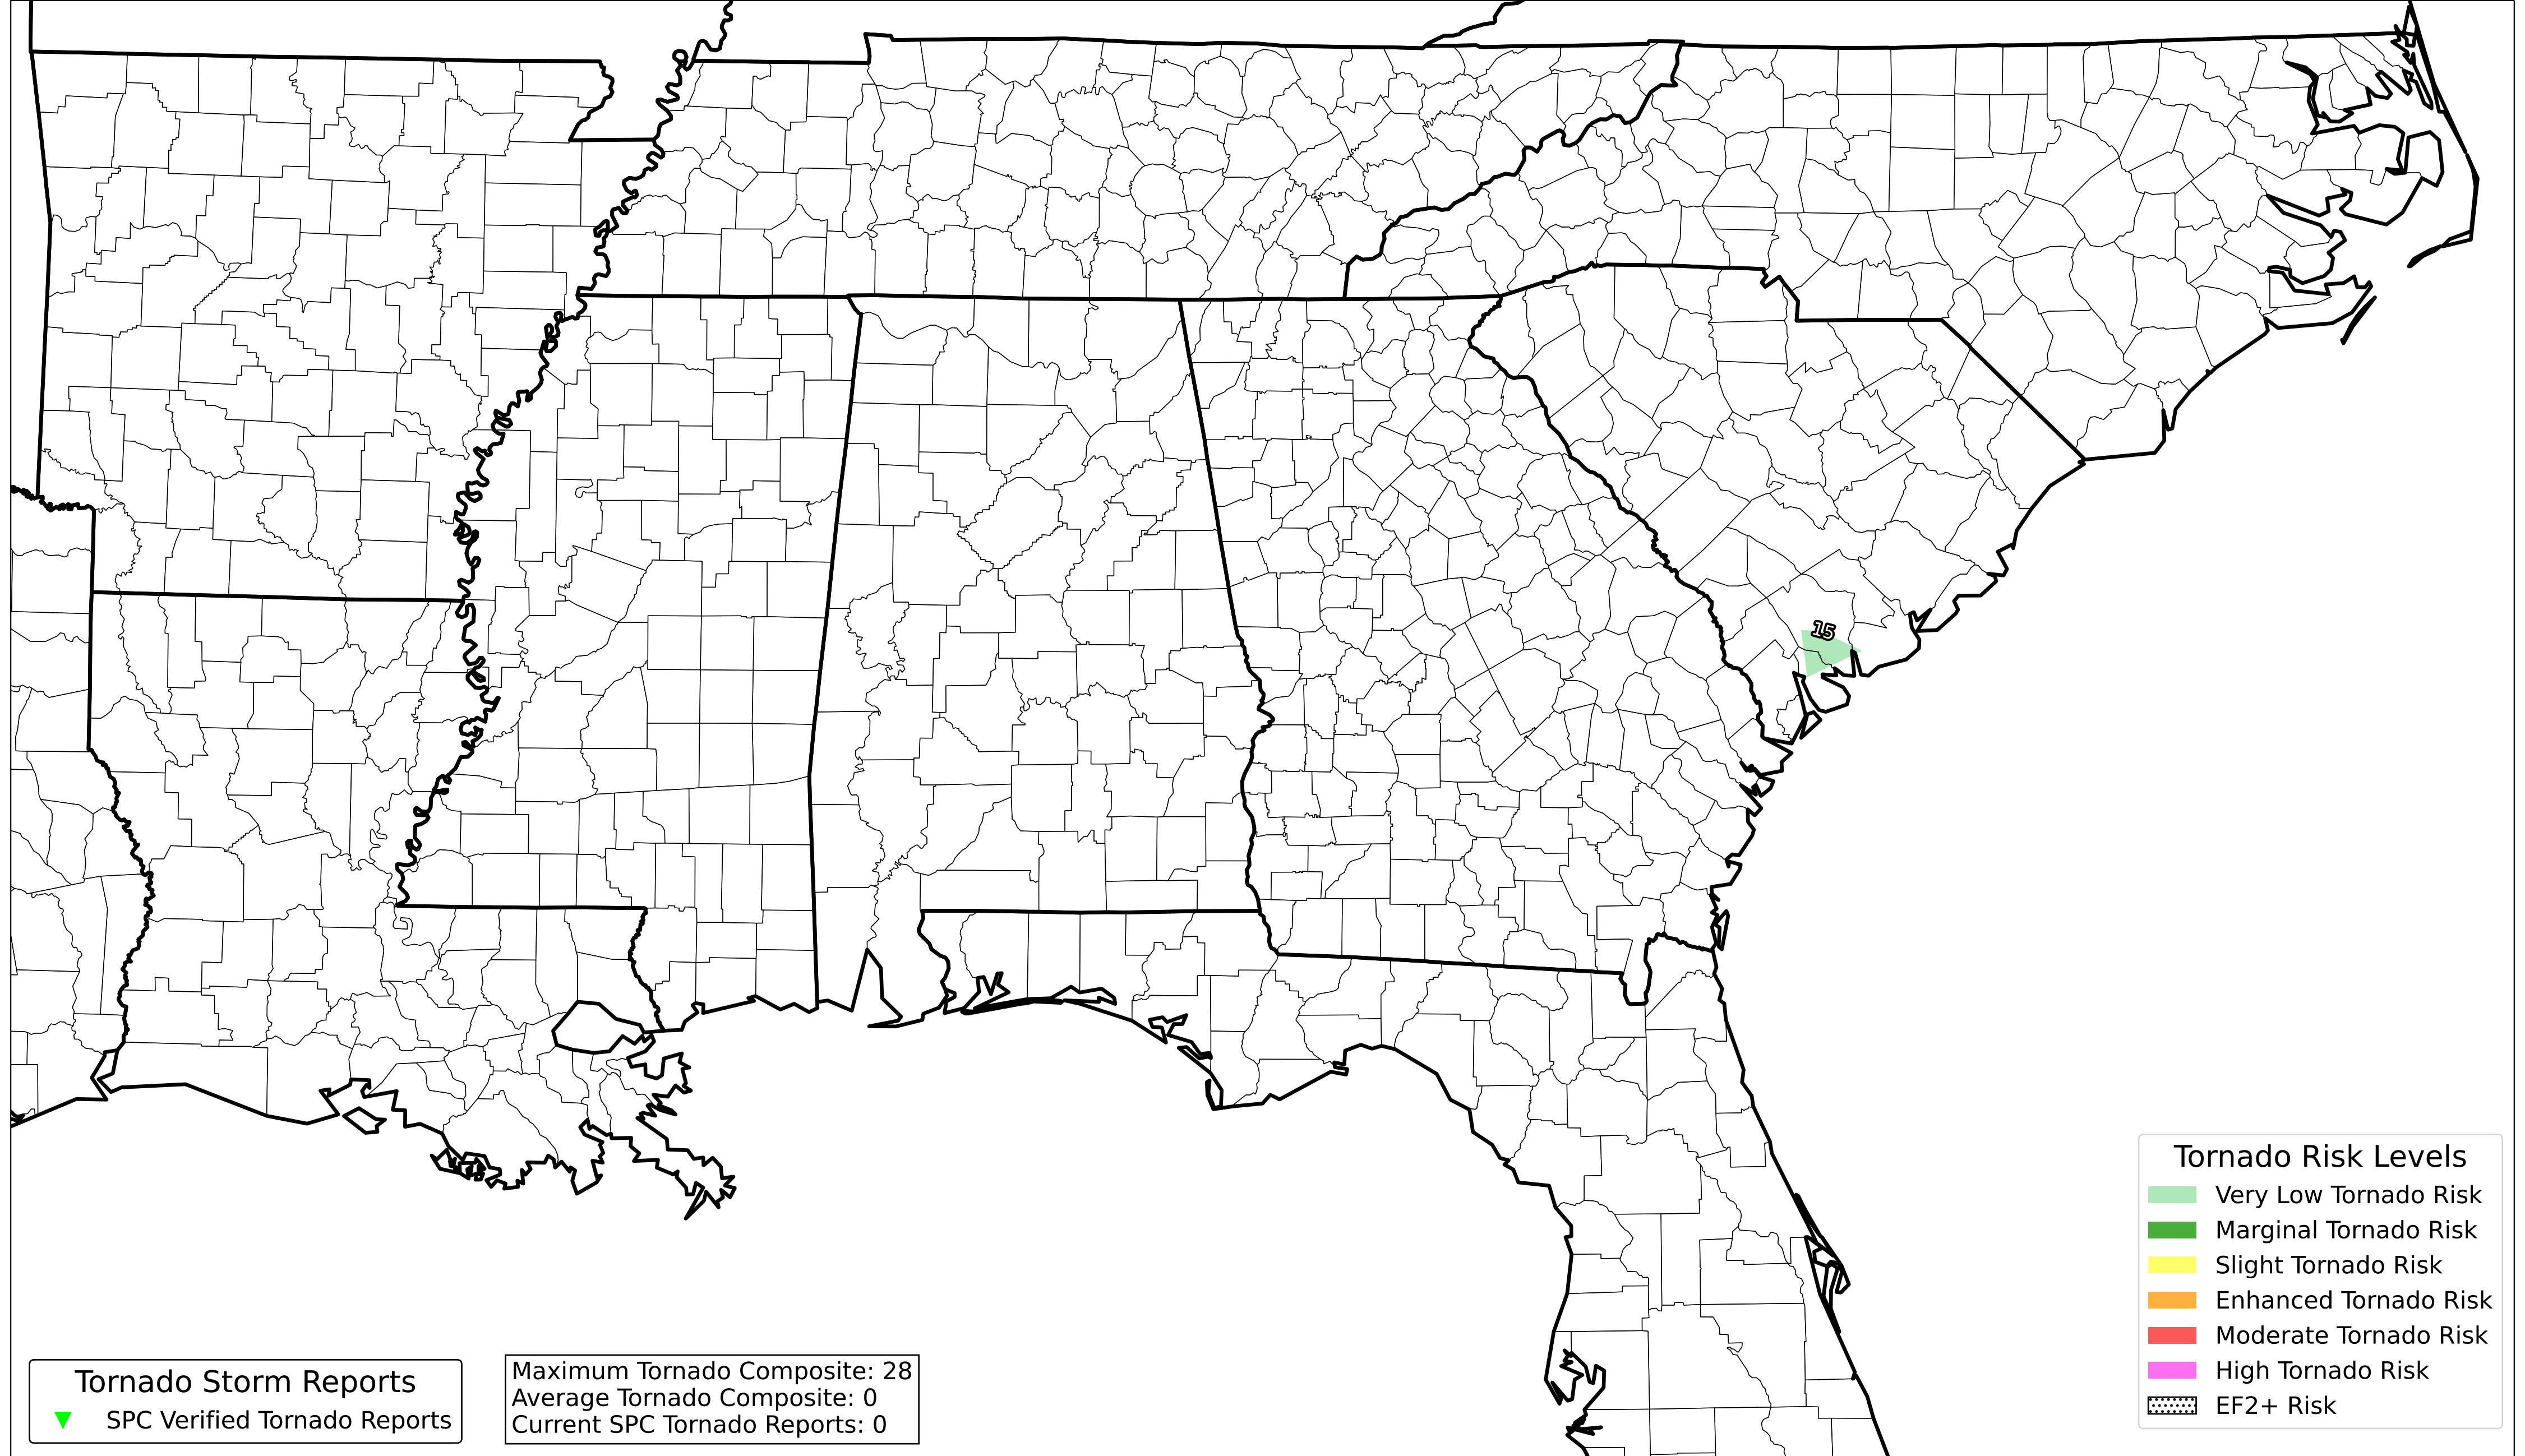 15
Tornado Risk Levels
Very Low Tornado Risk
Marginal Tornado Risk
Slight Tornado Risk
Enhanced Tornado Risk
Moderate Tornado Risk
High Tornado Risk
EF2+ Risk
Tornado Storm Reports
SPC Verified Tornado Reports
Maximum Tornado Composite: 28
Average Tornado Composite: 0
Current SPC Tornado Reports: 0